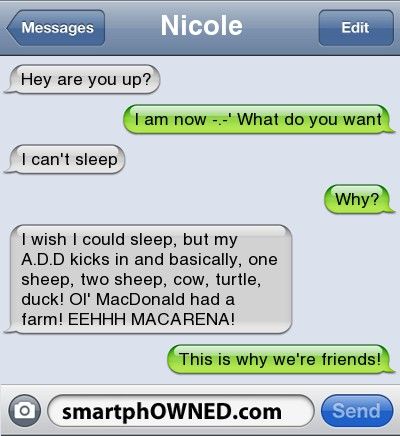 Messages
Nicole
Edit
Hey are you up?
I am now -.-' What do you want
I can't sleep
Why?
I wish I could sleep, but my
A.D.D kicks in and basically, one
sheep, two sheep, cow, turtle,
duck! Ol' MacDonald had a
farm! EEHHH MACARENA!
This is why we're friends!
smartphOWNED.com
Send